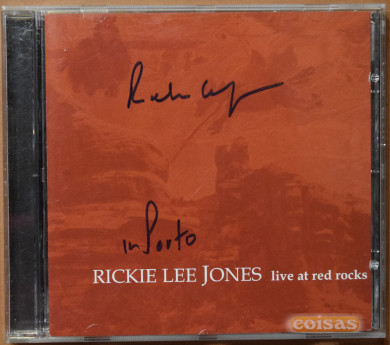 in Porto
RICKIE LEE JONES live at red rocks
coisas